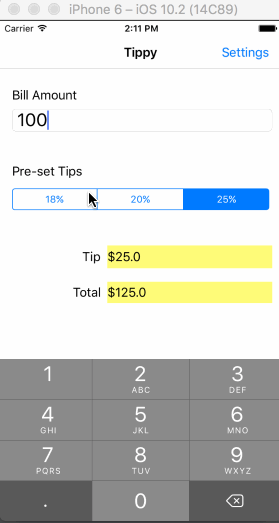 iPhone 6 – iOS 10.2 (14C89)
Carrier 2:11 PM
Tippy Settings
Bill Amount
100
Pre-set Tips
18% 20% 25%
Tip $25.0
Total $125.0
1 2 3
ABC DEF
4 5 6
GHI JKL MNO
7 8 9
PQRS TUV WXYZ
. 0